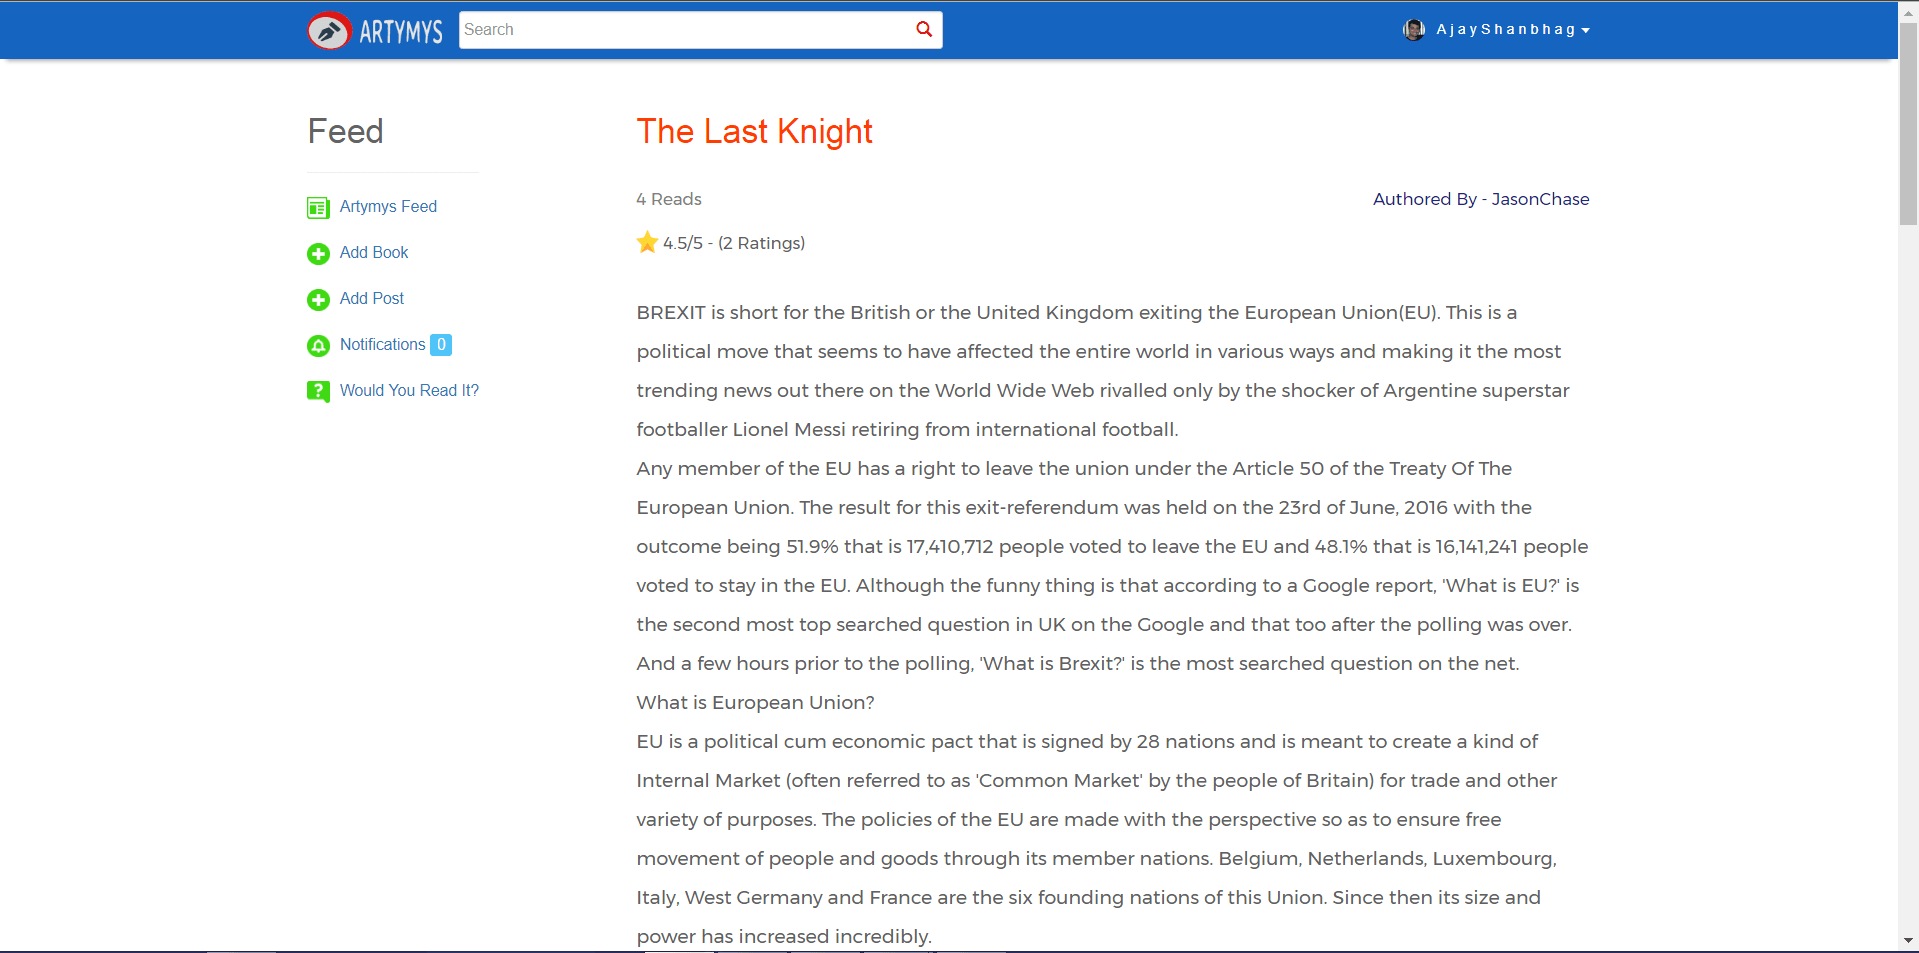 ARTYMYS
Search
AjayShanbhag
Feed
Artymys Feed
Add Book
Add Post
Notifications 0
Would You Read It?
The Last Knight
4 Reads
Authored By - JasonChase
4.5/5 - (2 Ratings)
BREXIT is short for the British or the United Kingdom exiting the European Union(EU). This is a
political move that seems to have affected the entire world in various ways and making it the most
trending news out there on the World Wide Web rivalled only by the shocker of Argentine superstar
footballer Lionel Messi retiring from international football.
Any member of the EU has a right to leave the union under the Article 50 of the Treaty Of The
European Union. The result for this exit-referendum was held on the 23rd of June, 2016 with the
outcome being 51.9% that is 17,410,712 people voted to leave the EU and 48.1% that is 16,141,241 people
voted to stay in the EU. Although the funny thing is that according to a Google report, 'What is EU?' is
the second most top searched question in UK on the Google and that too after the polling was over.
And a few hours prior to the polling, 'What is Brexit?' is the most searched question on the net.
What is European Union?
EU is a political cum economic pact that is signed by 28 nations and is meant to create a kind of
Internal Market (often referred to as 'Common Market' by the people of Britain) for trade and other
variety of purposes. The policies of the EU are made with the perspective so as to ensure free
movement of people and goods through its member nations. Belgium, Netherlands, Luxembourg,
Italy, West Germany and France are the six founding nations of this Union. Since then its size and
power has increased incredibly.